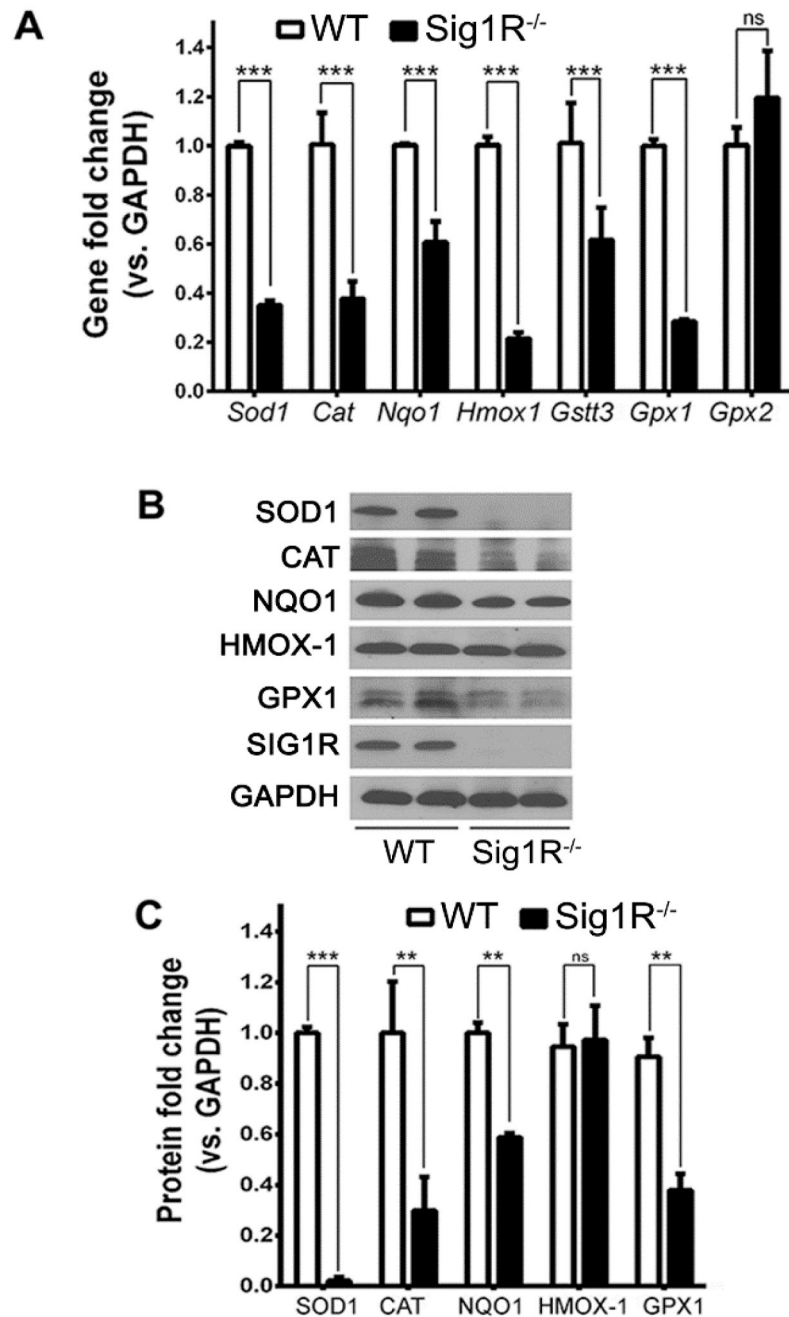 A
WT Sig1R-/-
Gene fold change
(vs. GAPDH)
1.4
1.2
1.0
0.8
0.6
0.4
0.2
0.0
*** *** *** *** *** *** ns
Sod1 Cat Nqo1 Hmox1 Gstt3 Gpx1 Gpx2
B
SOD1
CAT
NQO1
HMOX-1
GPX1
SIG1R
GAPDH
WT Sig1R-/-
C
WT Sig1R-/-
Protein fold change
(vs. GAPDH)
1.4
1.2
1.0
0.8
0.6
0.4
0.2
0.0
*** ** ** ns **
SOD1 CAT NQO1 HMOX-1 GPX1